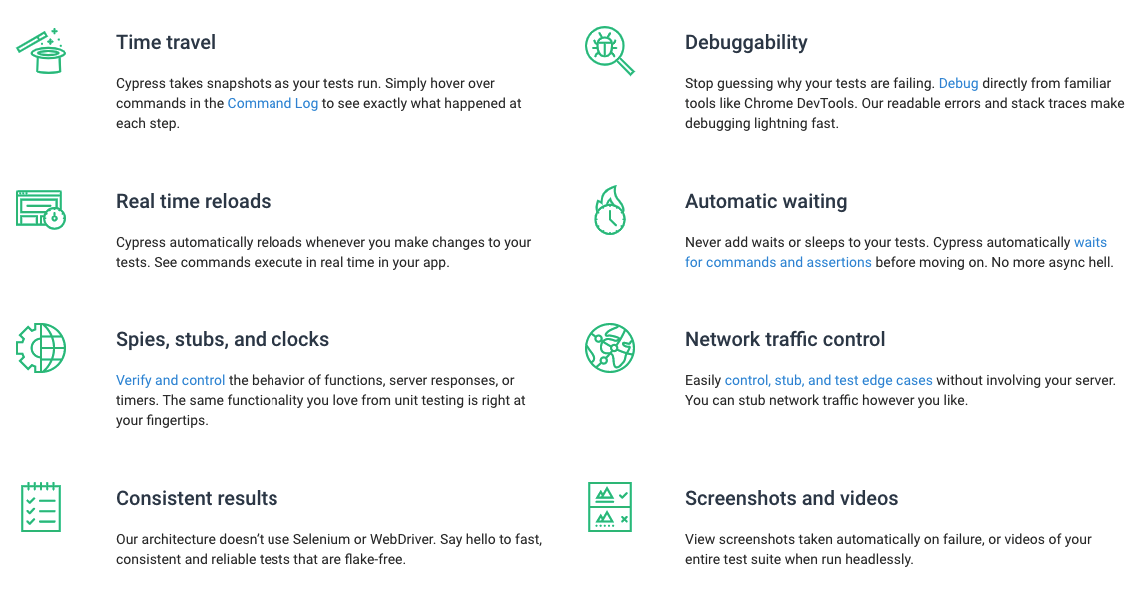 Time travel
Cypress takes snapshots as your tests run. Simply hover over
commands in the Command Log to see exactly what happened at
each step.
Debuggability
Stop guessing why your tests are failing. Debug directly from familiar
tools like Chrome DevTools. Our readable errors and stack traces make
debugging lightning fast.
Real time reloads
Cypress automatically reloads whenever you make changes to your
tests. See commands execute in real time in your app.
Automatic waiting
Never add waits or sleeps to your tests. Cypress automatically waits
for commands and assertions before moving on. No more async hell.
Spies, stubs, and clocks
Verify and control the behavior of functions, server responses, or
timers. The same functionality you love from unit testing is right at
your fingertips.
Network traffic control
Easily control, stub, and test edge cases without involving your server.
You can stub network traffic however you like.
Consistent results
Our architecture doesn’t use Selenium or WebDriver. Say hello to fast,
consistent and reliable tests that are flake-free.
Screenshots and videos
View screenshots taken automatically on failure, or videos of your
entire test suite when run headlessly.